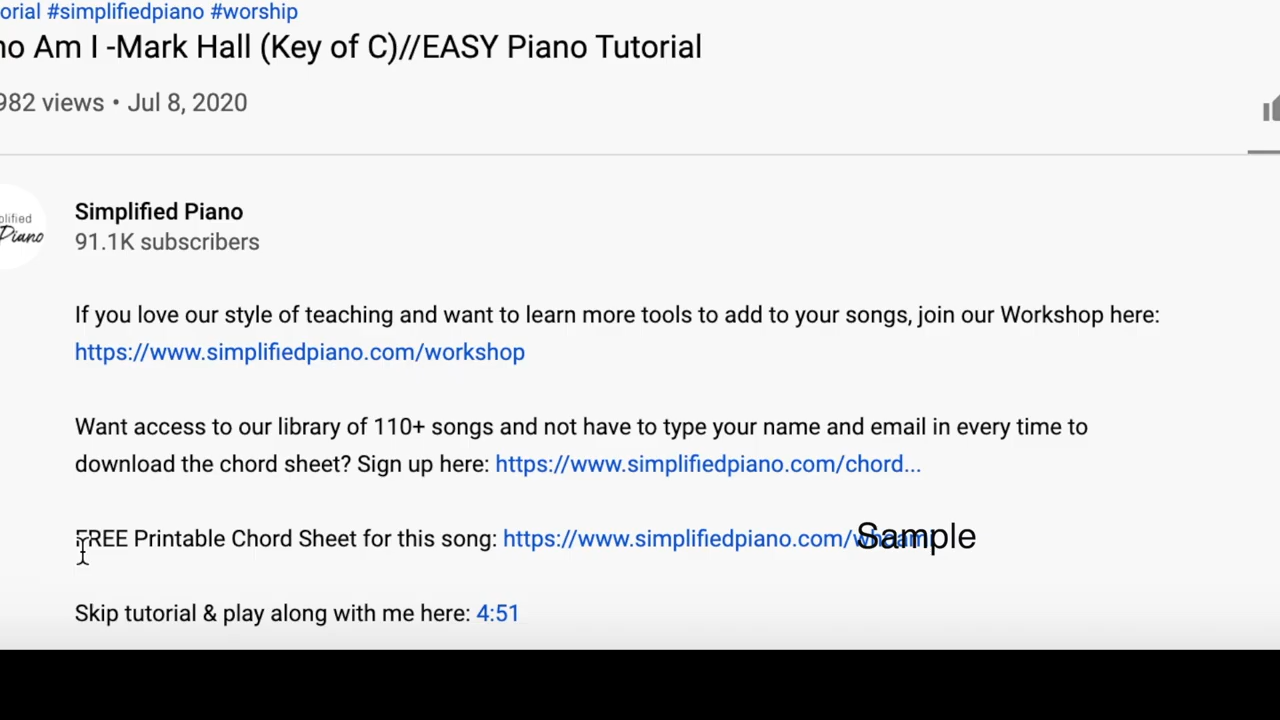 orial #simplifiedpiano #worship
ho Am I -Mark Hall (Key of C)//EASY Piano Tutorial
982 views • Jul 8, 2020
plified
Piano
Simplified Piano
91.1K subscribers
If you love our style of teaching and want to learn more tools to add to your songs, join our Workshop here:
https://www.simplifiedpiano.com/workshop
Want access to our library of 110+ songs and not have to type your name and email in every time to
download the chord sheet? Sign up here: https://www.simplifiedpiano.com/chord...
FREE Printable Chord Sheet for this song: https://www.simplifiedpiano.com/ Sample
Skip tutorial & play along with me here: 4:51